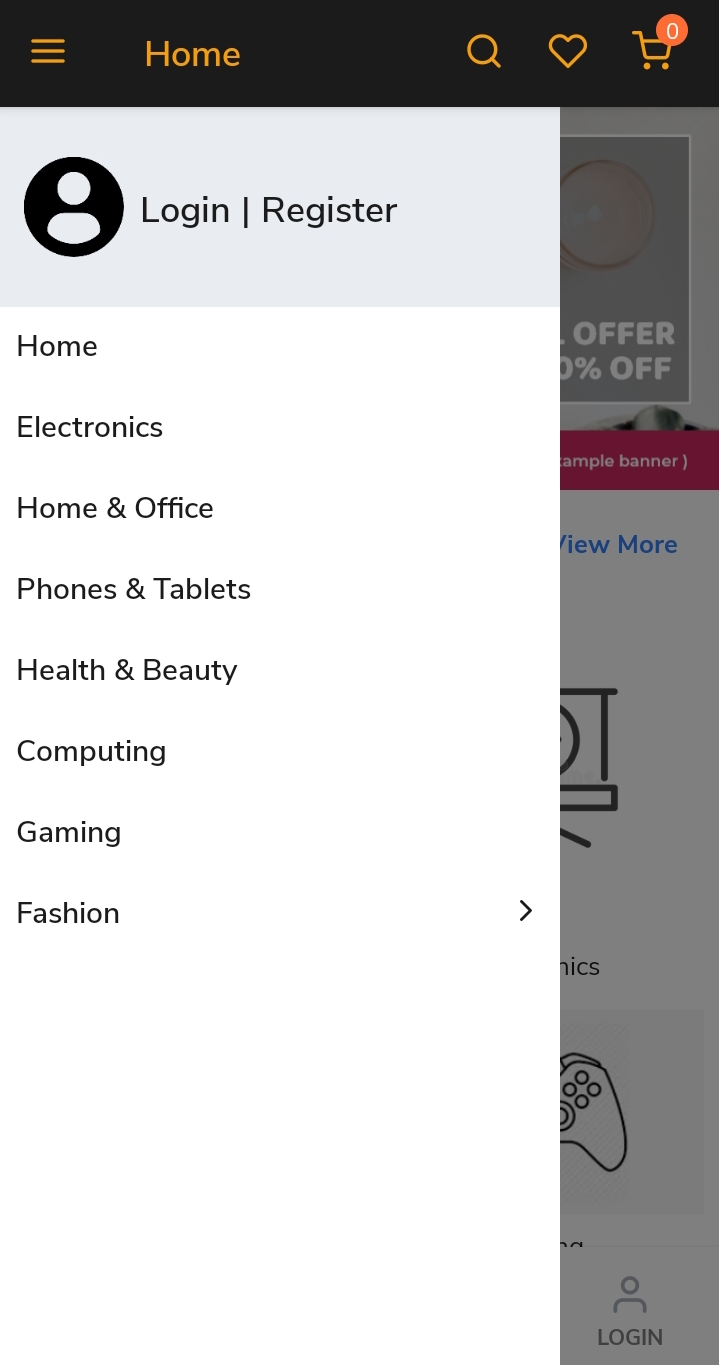 Home
0
Login | Register
OFFER
0% OFF
ample banner )
View More
Home
Electronics
Home & Office
Phones & Tablets
Health & Beauty
Computing
Gaming
Fashion
nics
LOGIN